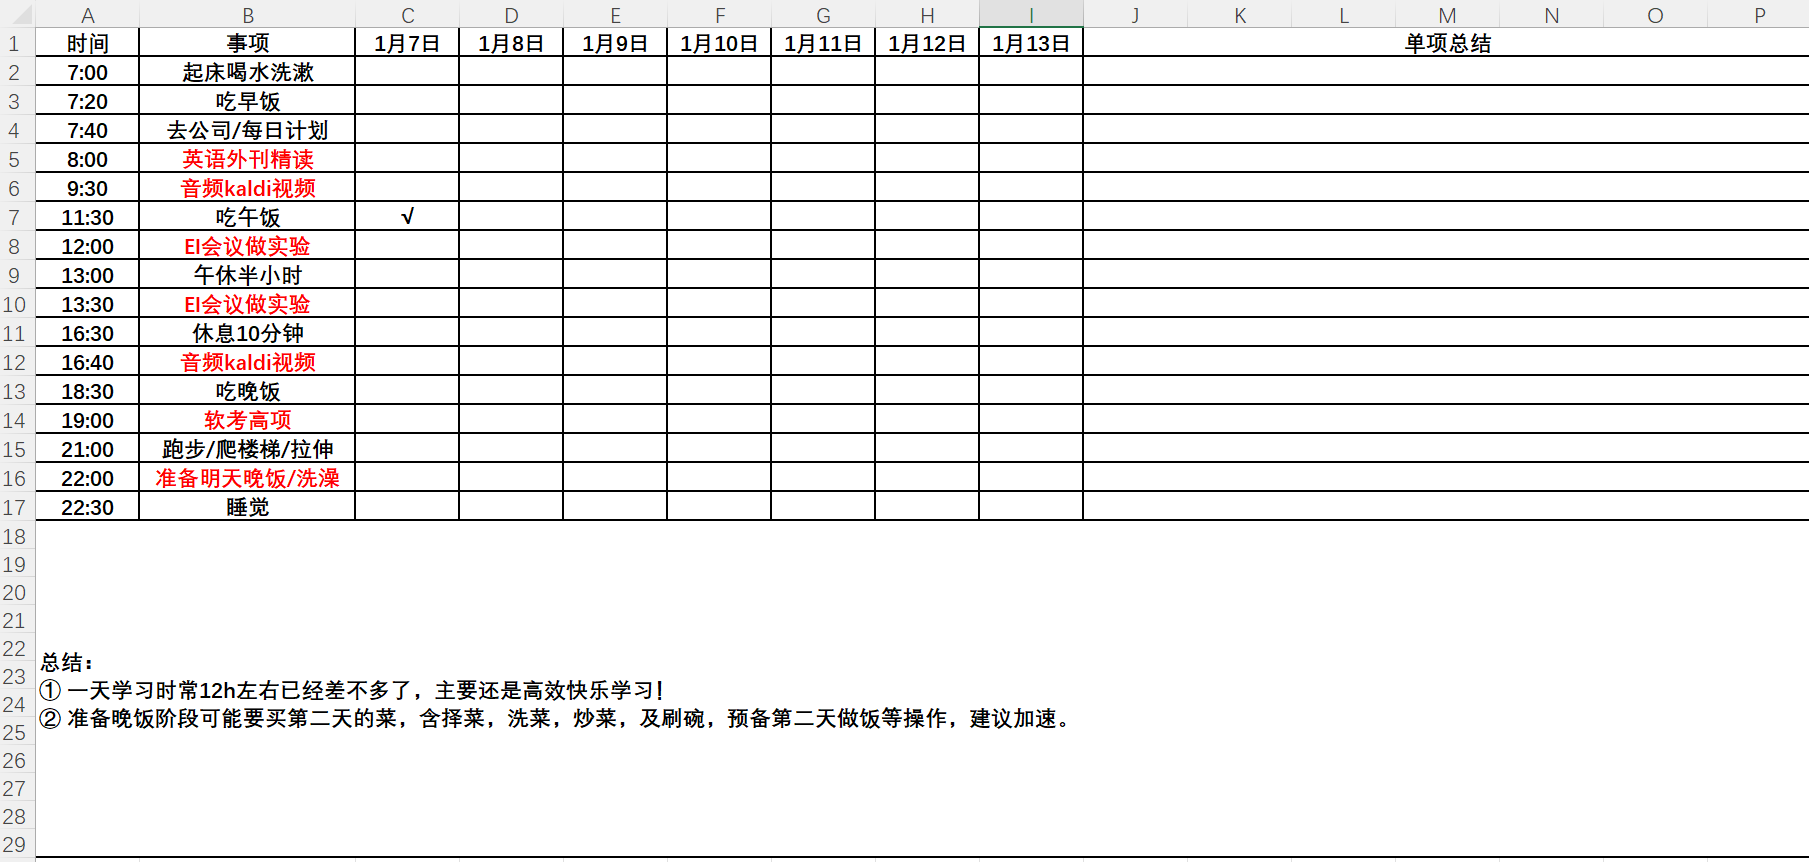 A B C D E F G H I J K L M N O P
1 时间 事项 1月7日 1月8日 1月9日 1月10日 1月11日 1月12日 1月13日 单项总结
2 7:00 起床喝水洗漱
3 7:20 吃早饭
4 7:40 去公司/每日计划
5 8:00 英语外刊精读
6 9:30 音频kaldi视频
7 11:30 吃午饭 √
8 12:00 EI会议做实验
9 13:00 午休半小时
10 13:30 EI会议做实验
11 16:30 休息10分钟
12 16:40 音频kaldi视频
13 18:30 吃晚饭
14 19:00 软考高项
15 21:00 跑步/爬楼梯/拉伸
16 22:00 准备明天晚饭/洗澡
17 22:30 睡觉
18
19
20
21
22
总结：
23
① 一天学习时常12h左右已经差不多了，主要还是高效快乐学习！
24
② 准备晚饭阶段可能要买第二天的菜，含择菜，洗菜，炒菜，及刷碗，预备第二天做饭等操作，建议加速。
25
26
27
28
29